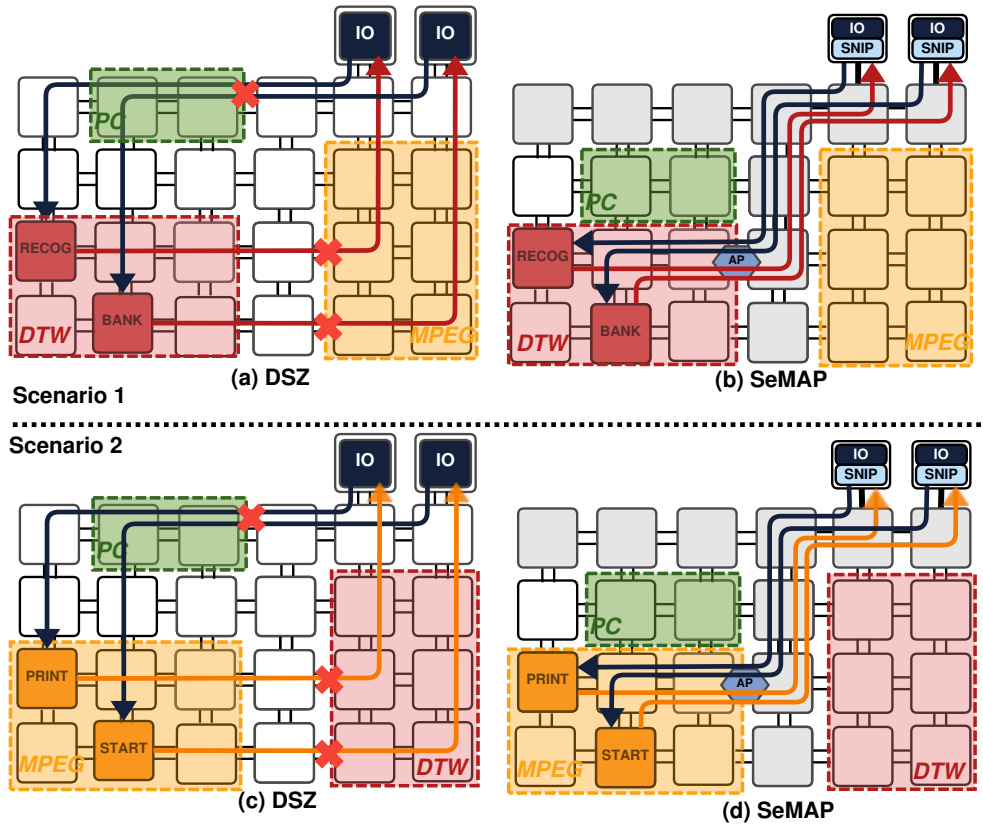 IO IO
PC
RECOG
BANK
DTW
MPEG
(a) DSZ
IO IO
SNIP SNIP
PC
RECOG
AP
BANK
DTW
MPEG
(b) SeMAP
Scenario 1
Scenario 2
IO IO
PC
PRINT
START
MPEG
DTW
(c) DSZ
IO IO
SNIP SNIP
PC
PRINT
AP
START
MPEG
DTW
(d) SeMAP